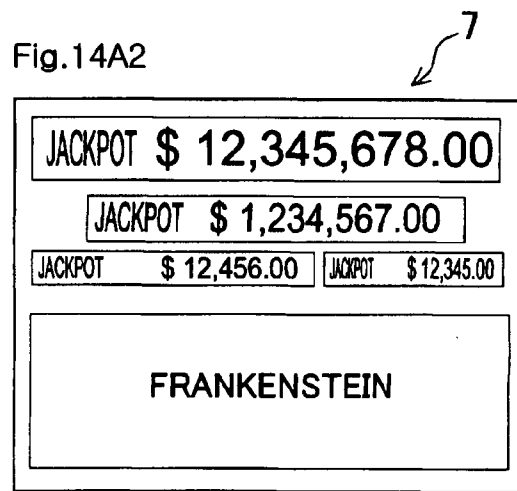 7
Fig.14A2
JACKPOT $ 12,345,678.00
JACKPOT $ 1,234,567.00
JACKPOT $ 12,456.00 JACKPOT $ 12,345.00
FRANKENSTEIN